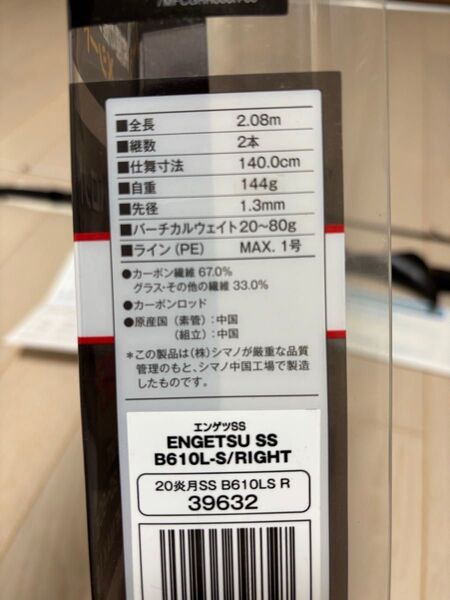 ■全長 2.08m
■継数 2本
■仕舞寸法 140.0cm
■自重 144g
■先径 1.3mm
■バーチカルウェイト 20〜80g
■ライン(PE) MAX. 1号
●カーボン繊維 67.0%
グラス・その他の繊維 33.0%
●カーボンロッド
●原産国(素管):中国
(組立):中国
*この製品は(株)シマノが厳重な品質
管理のもと、シマノ中国工場で製造
したものです。
エンゲツSS
ENGETSU SS
B610L-S/RIGHT
20炎月SS B610LS R
39632